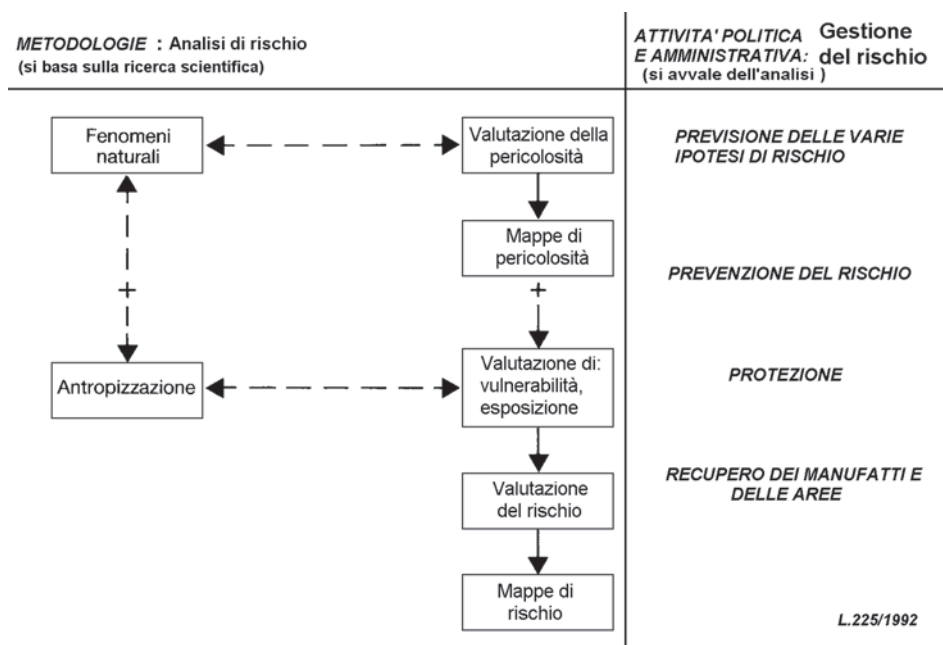 METODOLOGIE : Analisi di rischio
(si basa sulla ricerca scientifica)
ATTIVITA' POLITICA Gestione
E AMMINISTRATIVA: del rischio
(si avvale dell'analisi )
Fenomeni
naturali
Valutazione della
pericolosità
Mappe di
pericolosità
+
+
Antropizzazione
Valutazione di:
vulnerabilità,
esposizione
Valutazione
del rischio
Mappe di
rischio
PREVISIONE DELLE VARIE
IPOTESI DI RISCHIO
PREVENZIONE DEL RISCHIO
PROTEZIONE
RECUPERO DEI MANUFATTI E
DELLE AREE
L.225/1992